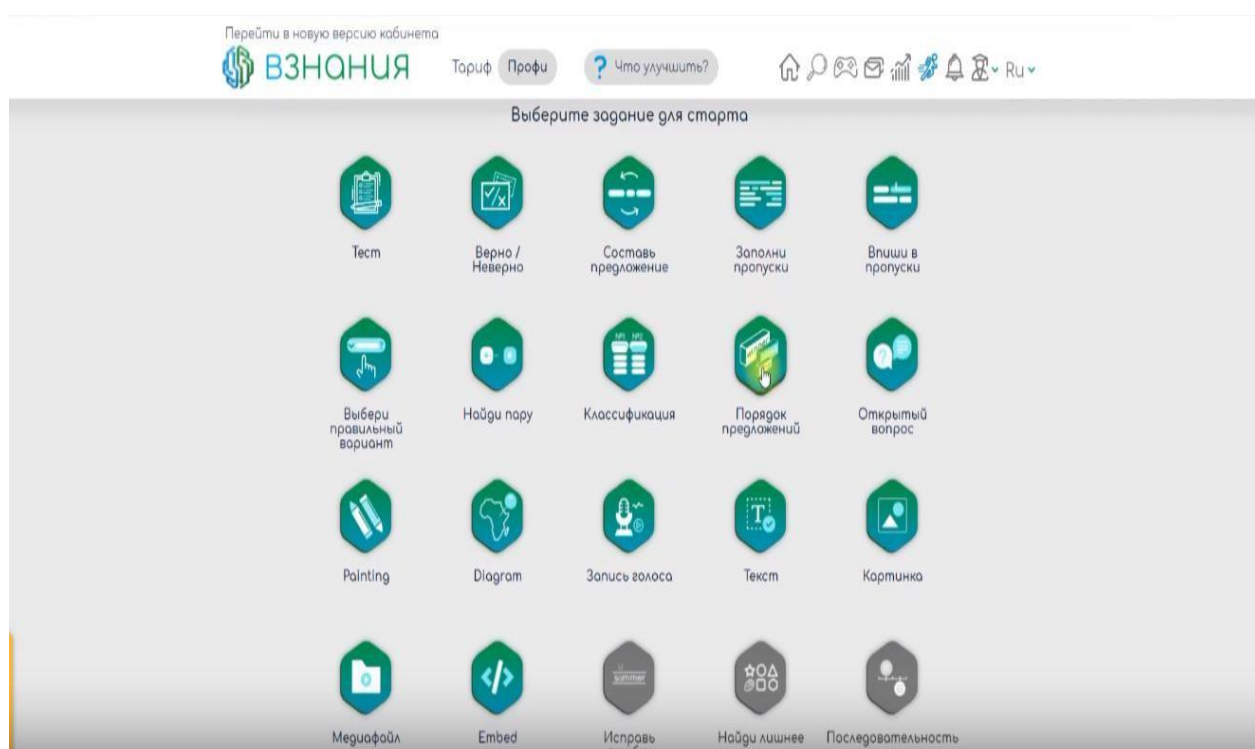 Перейти в новую версию кабинета
ВЗНАНИЯ
Тариф Профи ? Что улучшить? Ru
Выберите задание для старта
Тест
Верно /
Неверно
Составь
предложение
Заполни
пропуски
Впиши в
пропуски
Выбери
правильный
вариант
Найди пару
Классификация
Порядок
предложений
Открытый
вопрос
Painting
Diagram
Запись голоса
Текст
Картинка
Медиафайл
Embed
Исправь
Найди лишнее
Последовательность